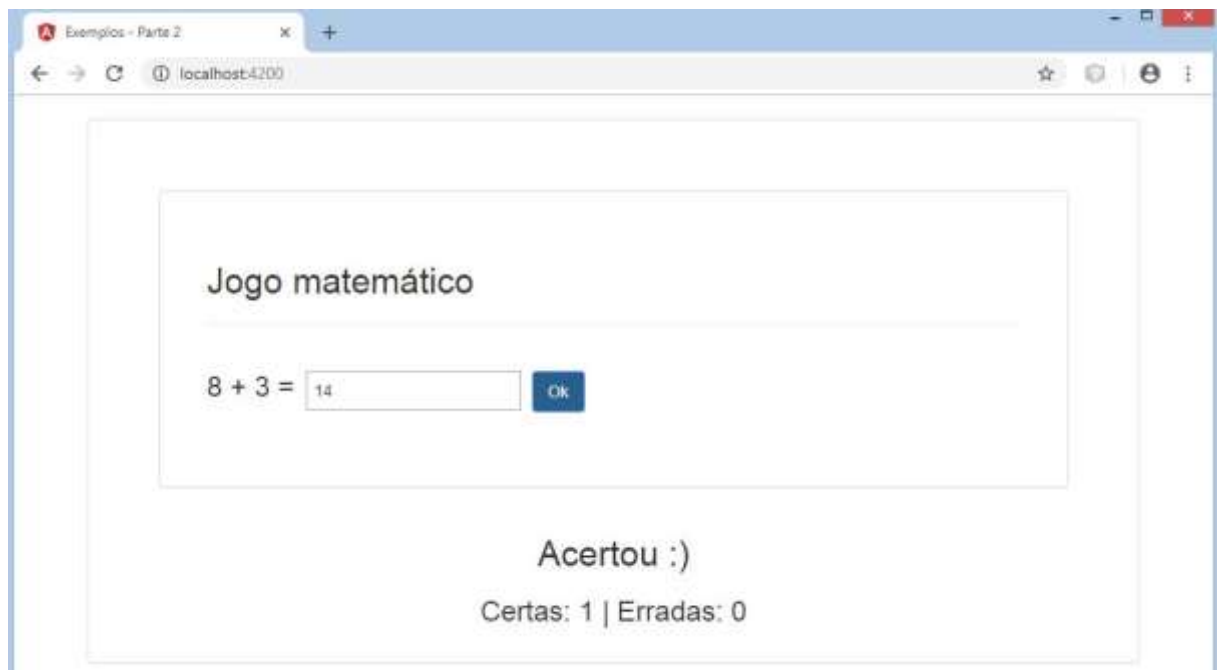 Exemplos - Parte 2
localhost:4200
Jogo matemático
8 + 3 = 14 Ok
Acertou :)
Certas: 1 | Erradas: 0